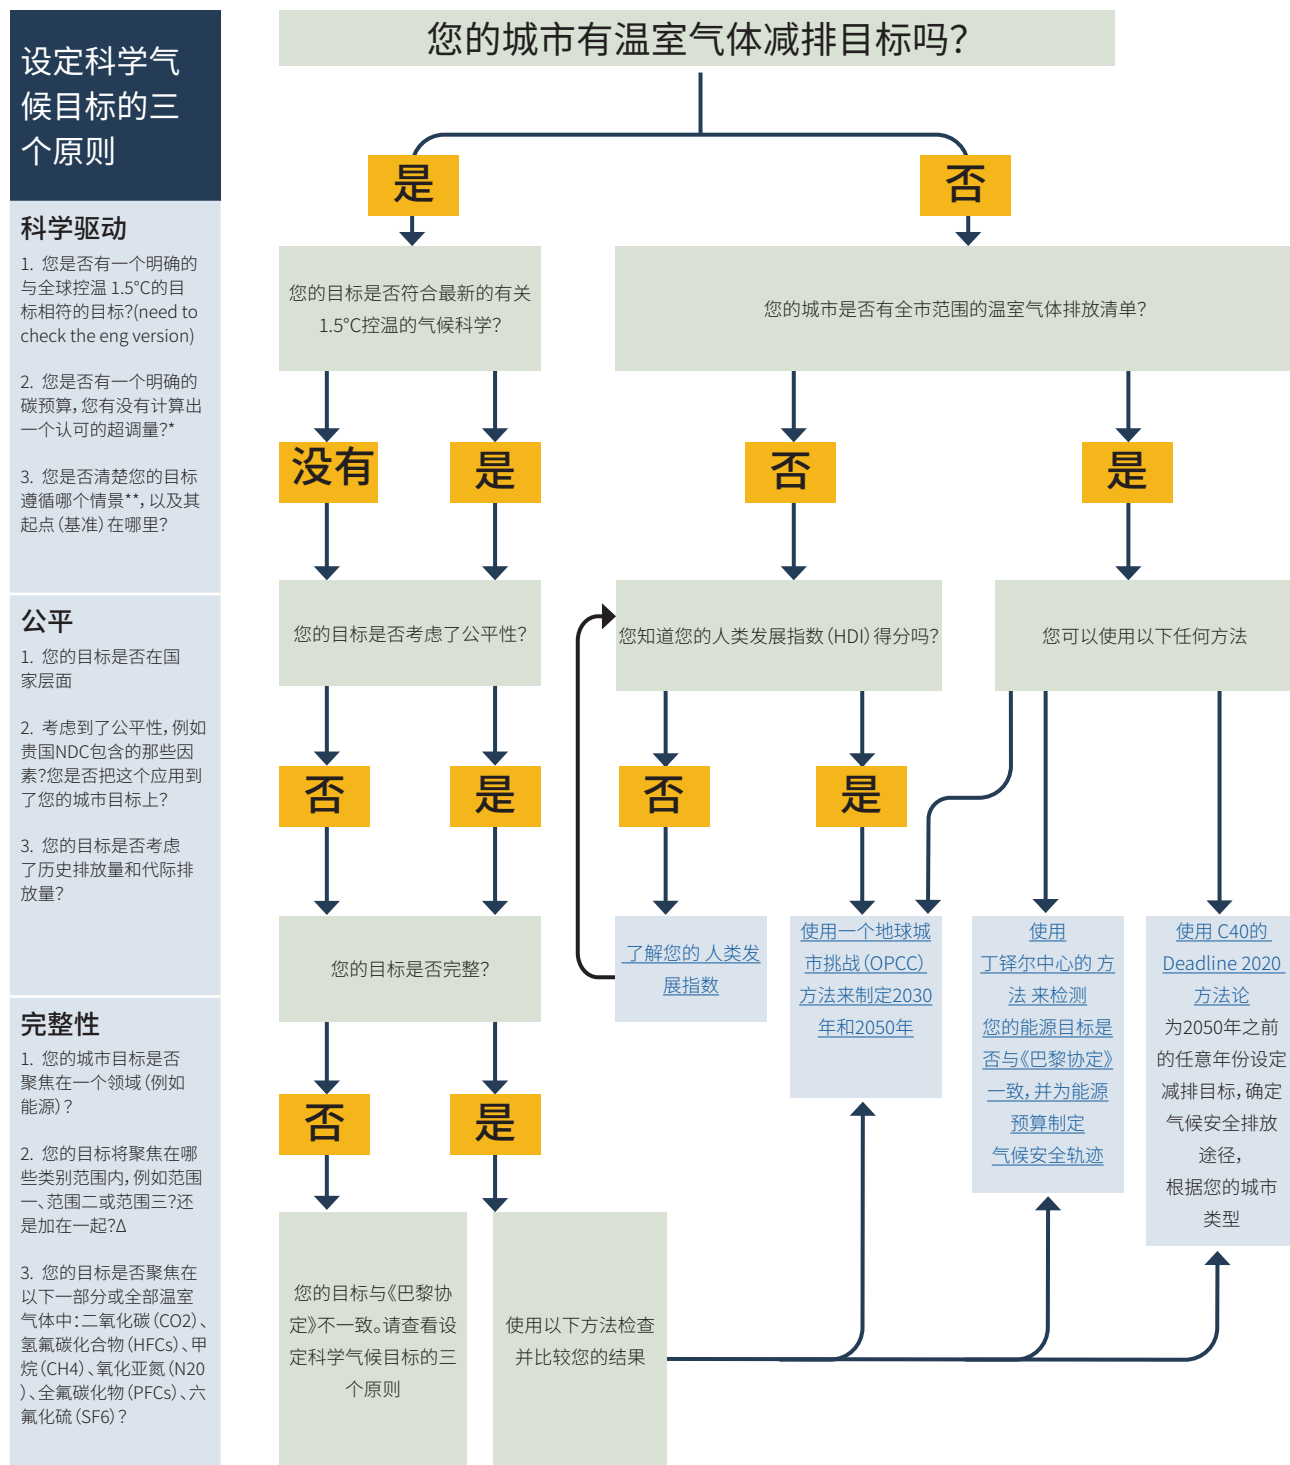 设定科学气
候目标的三
个原则
科学驱动
1. 您是否有一个明确的
与全球控温 1.5°C的目
标相符的目标?(need to
check the eng version)
2. 您是否有一个明确的
碳预算，您有没有计算出
一个认可的超调量?*
3. 您是否清楚您的目标
遵循哪个情景**，以及其
起点（基准）在哪里？
公平
1. 您的目标是否在国
家层面
2. 考虑到了公平性，例如
贵国NDC包含的那些因
素？您是否把这个应用到
了您的城市目标上？
3. 您的目标是否考虑
了历史排放量和代际排
放量？
完整性
1. 您的城市目标是否
聚焦在一个领域（例如
能源）？
2. 您的目标将聚焦在哪
些类别范围内，例如范围
一、范围二或范围三？还
是加在一起？Δ
3. 您的目标是否聚焦在
以下一部分或全部温室
气体中：二氧化碳（CO2）、
氢氟碳化合物（HFCs）、甲
烷（CH4）、氧化亚氮（N20
）、全氟碳化物（PFCs）、六
氟化硫（SF6）？
您的城市有温室气体减排目标吗？
是
否
您的目标是否符合最新的有关
1.5°C控温的气候科学？
您的城市是否有全市范围的温室气体排放清单？
没有
是
否
是
您的目标是否考虑了公平性？
您知道您的人类发展指数（HDI）得分吗？
您可以使用以下任何方法
否
是
否
是
您的目标是否完整？
了解您的 人类发
展指数
使用一个地球城
市挑战（OPCC）
方法来制定2030
年和2050年
使用
丁铎尔中心的 方
法 来检测
您的能源目标是
否与《巴黎协定》
一致，并为能源
预算制定
气候安全轨迹
使用 C40的
Deadline 2020
方法论
为2050年之前
的任意年份设定
减排目标，确定
气候安全排放
途径，
根据您的城市
类型
否
是
您的目标与《巴黎协
定》不一致。请查看设
定科学气候目标的三
个原则
使用以下方法检查
并比较您的结果